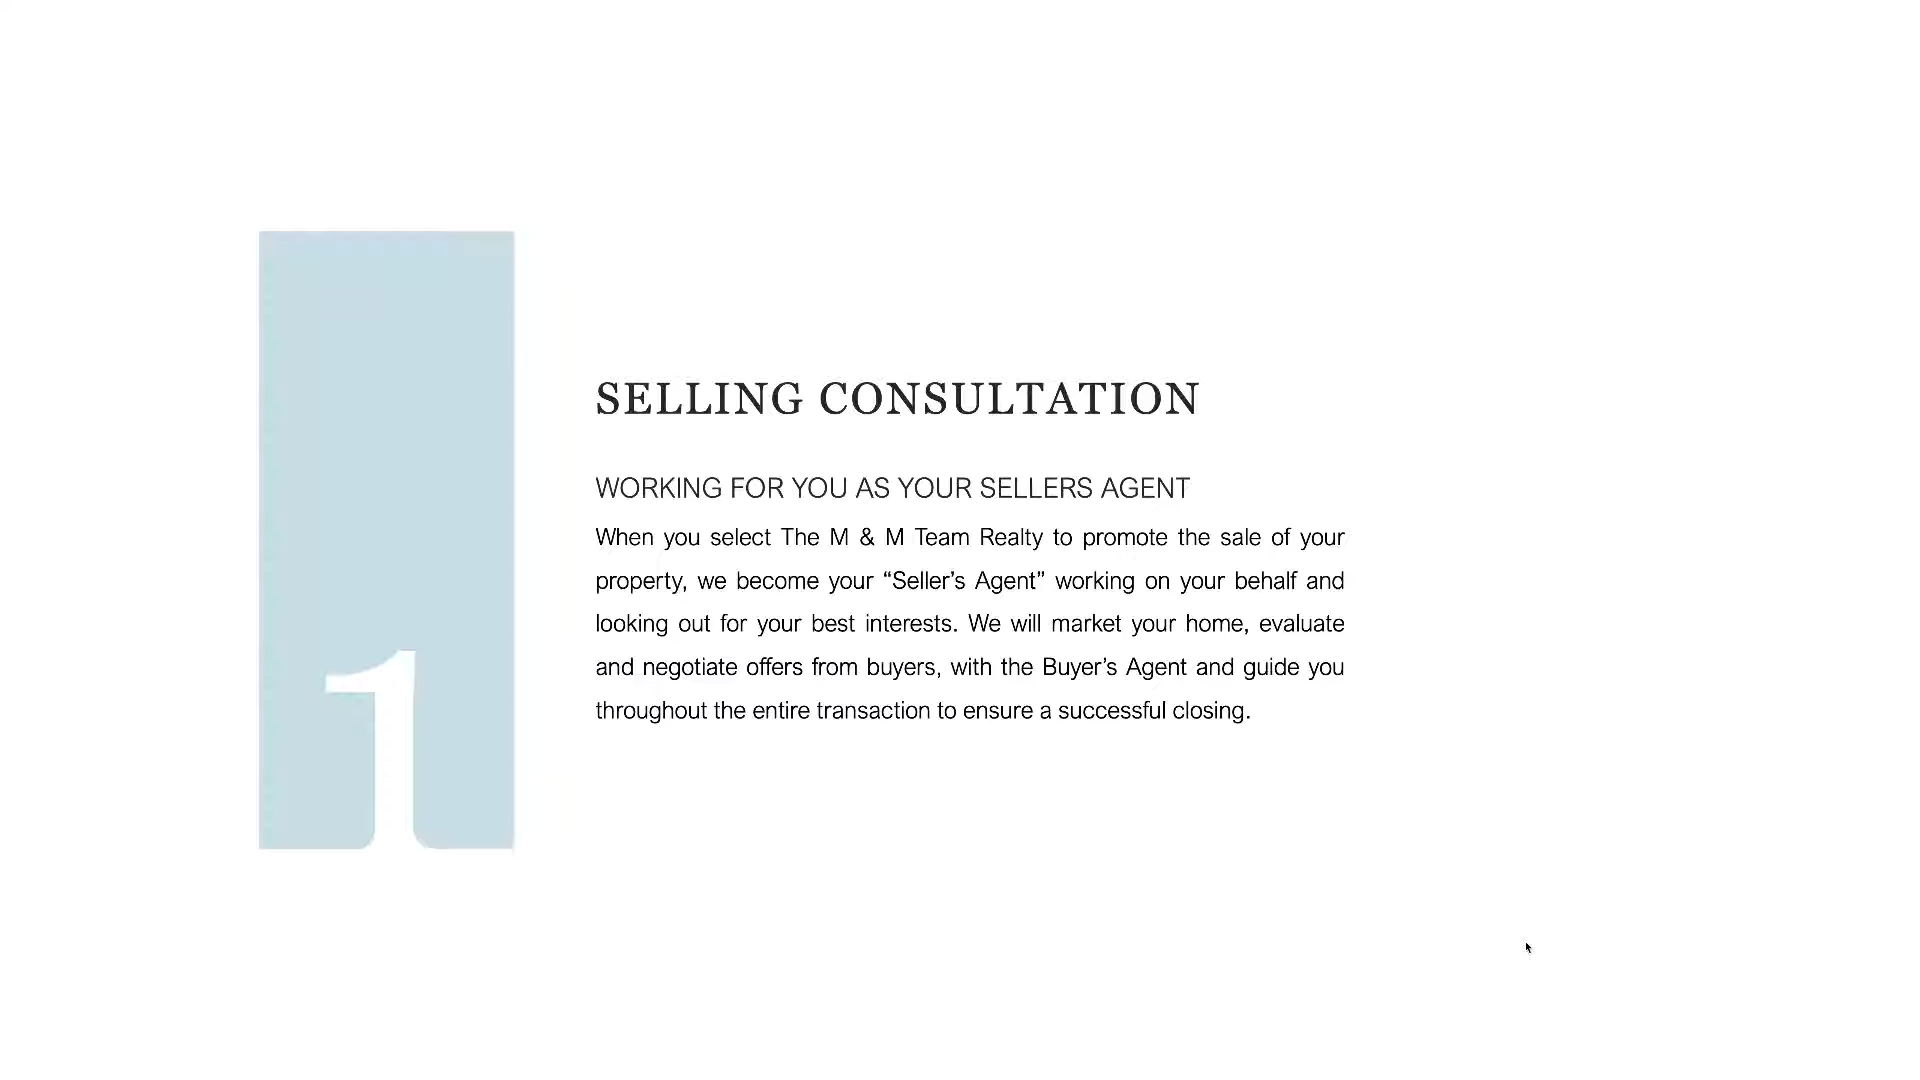 1
SELLING CONSULTATION
WORKING FOR YOU AS YOUR SELLERS AGENT
When you select The M & M Team Realty to promote the sale of your
property, we become your “Seller’s Agent” working on your behalf and
looking out for your best interests. We will market your home, evaluate
and negotiate offers from buyers, with the Buyer’s Agent and guide you
throughout the entire transaction to ensure a successful closing.